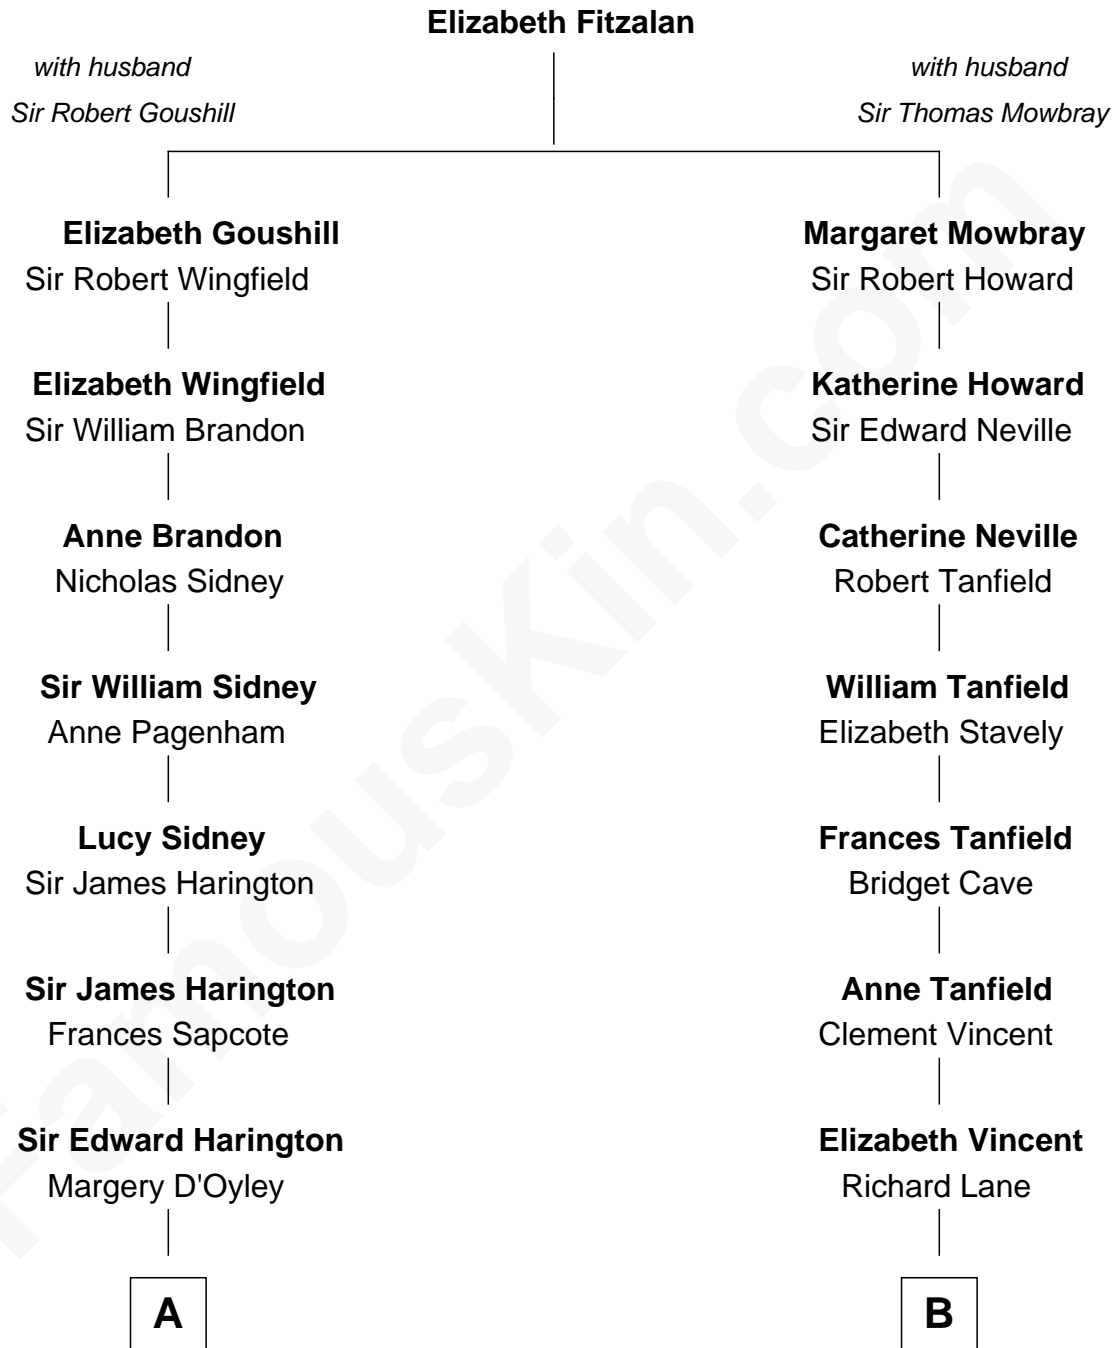 Elizabeth Fitzalan
with husband
Sir Robert Goushill
with husband
Sir Thomas Mowbray
Elizabeth Goushill
Sir Robert Wingfield
Margaret Mowbray
Sir Robert Howard
Elizabeth Wingfield
Sir William Brandon
Katherine Howard
Sir Edward Neville
Anne Brandon
Nicholas Sidney
Catherine Neville
Robert Tanfield
Sir William Sidney
Anne Pagenham
William Tanfield
Elizabeth Stavely
Lucy Sidney
Sir James Harington
Frances Tanfield
Bridget Cave
Sir James Harington
Frances Sapcote
Anne Tanfield
Clement Vincent
Sir Edward Harington
Margery D'Oyley
Elizabeth Vincent
Richard Lane
A
B
FamousKin.com